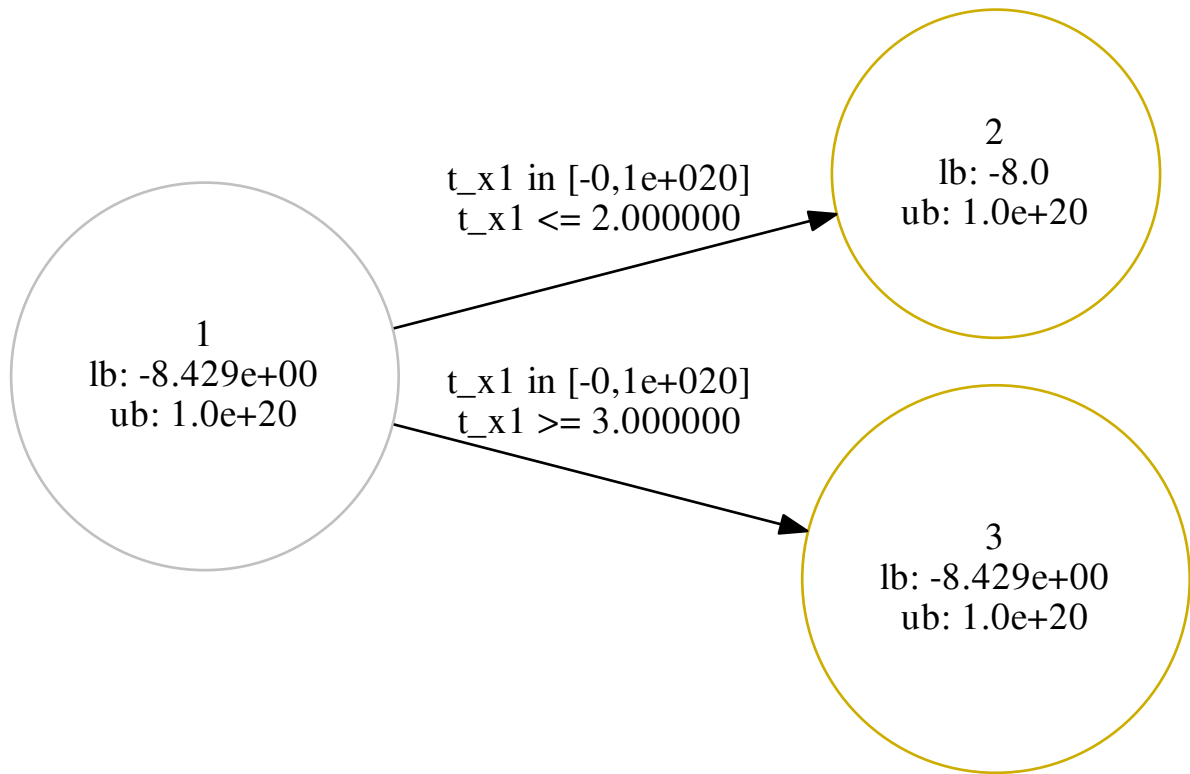 1
lb: -8.429e+00
ub: 1.0e+20
t_x1 in [-0,1e+020]
t_x1 <= 2.000000
2
lb: -8.0
ub: 1.0e+20
t_x1 in [-0,1e+020]
t_x1 >= 3.000000
3
lb: -8.429e+00
ub: 1.0e+20